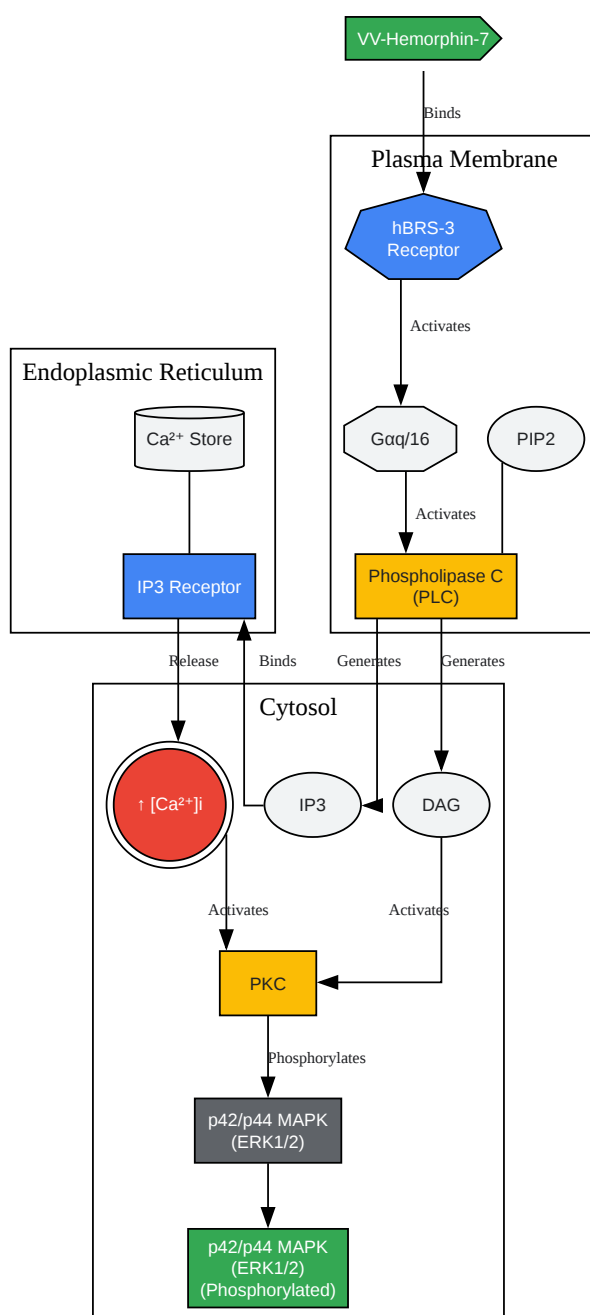 VV-Hemorphin-7
Binds
Plasma Membrane
hBRS-3
Receptor
Activates
Endoplasmic Reticulum
Ca²⁺ Store
Gαq/16
PIP2
Activates
IP3 Receptor
Phospholipase C
(PLC)
Release
Binds
Generates
Generates
Cytosol
↑ [Ca²⁺]i
IP3
DAG
Activates
Activates
PKC
Phosphorylates
p42/p44 MAPK
(ERK1/2)
p42/p44 MAPK
(ERK1/2)
(Phosphorylated)